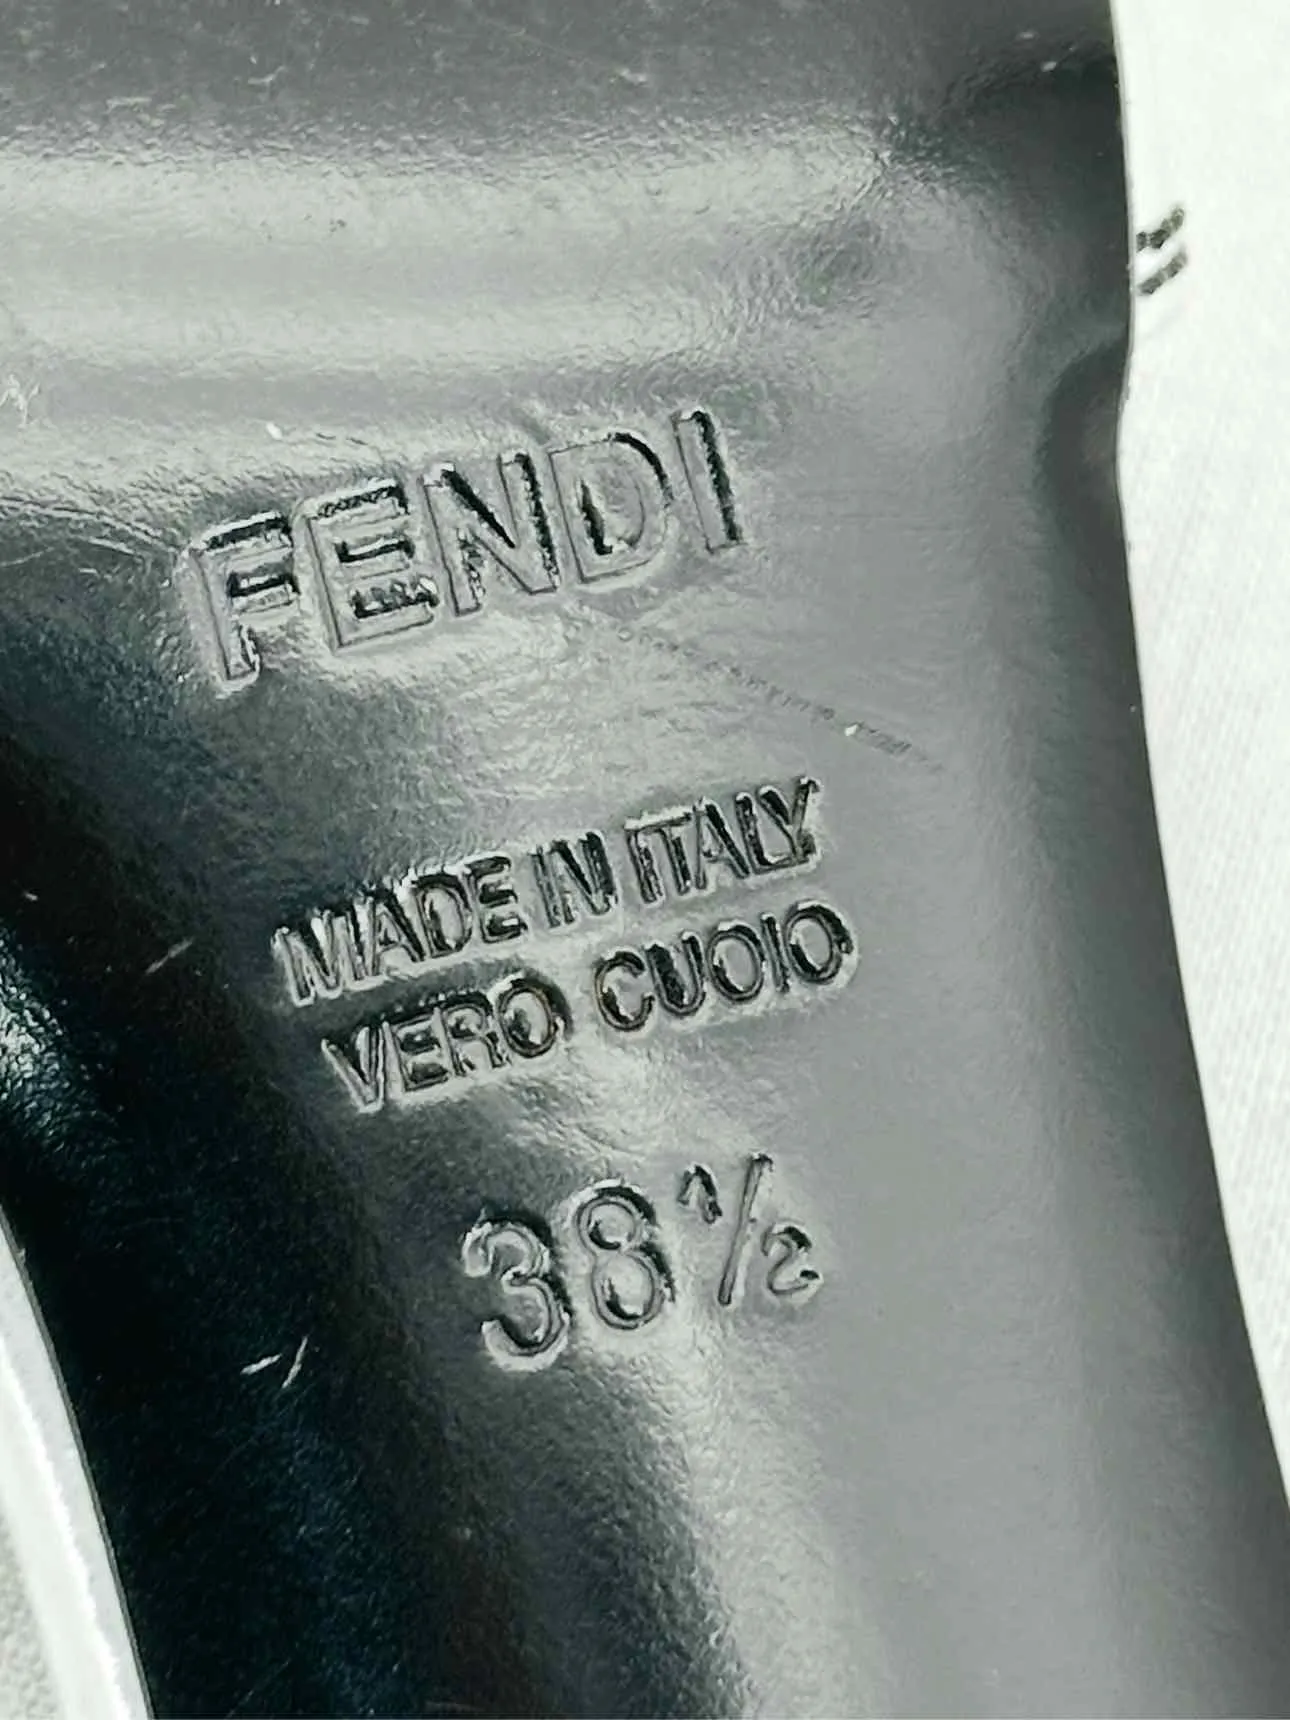 FENDI
MADE IN ITALY
VERO CUOIO
38½